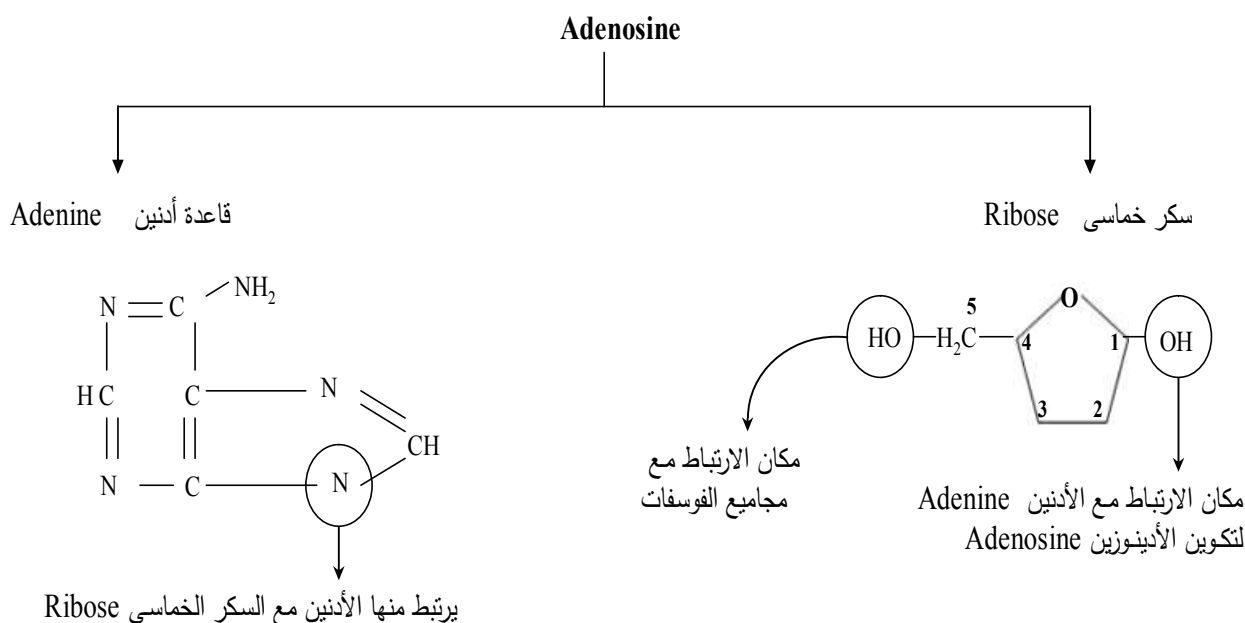 Adenosine
قاعدة أدنين Adenine
سكر خماسى Ribose
N
C
NH₂
HC
C
N
CH
N
C
N
يرتبط منها الأدنين مع السكر الخماسى Ribose
O
5
HO
H₂C
4
1
OH
3
2
مكان الارتباط مع
مجاميع الفوسفات
مكان الارتباط مع الأدنين Adenine
لتكوين الأدينوزين Adenosine